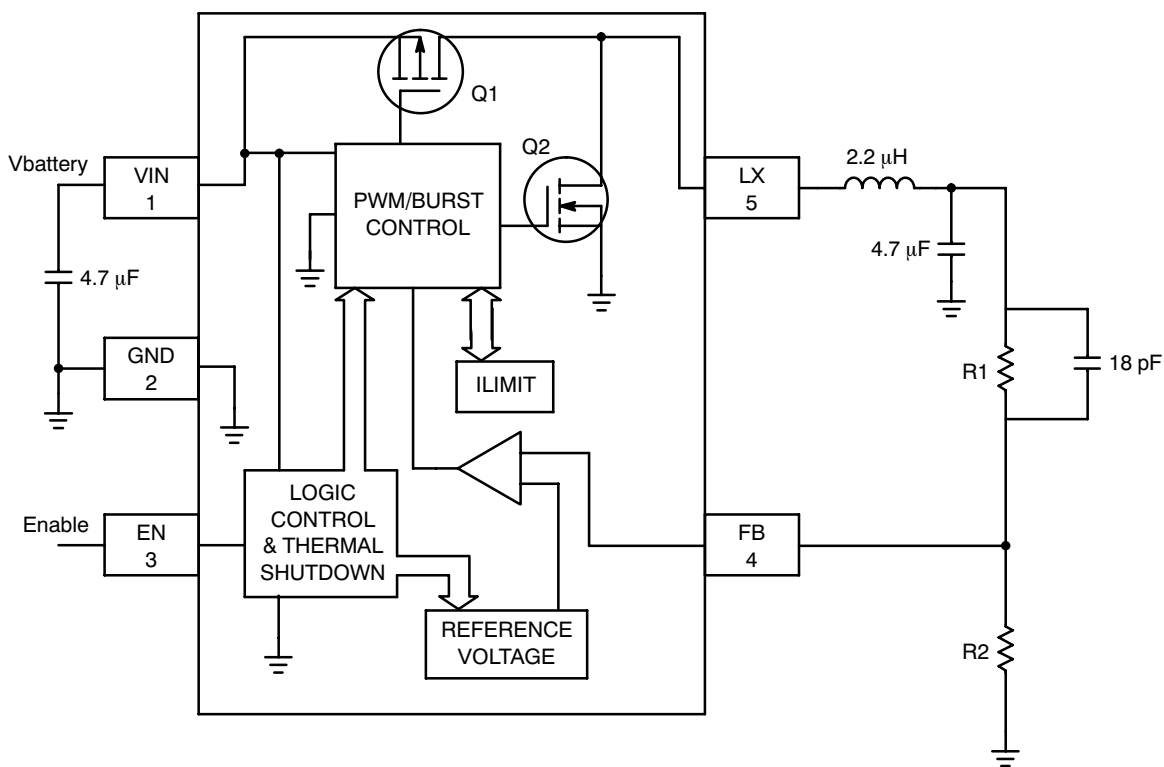 Q1
Q2
Vbattery
VIN
1
4.7 μF
GND
2
Enable
EN
3
PWM/BURST
CONTROL
ILIMIT
LOGIC
CONTROL
& THERMAL
SHUTDOWN
REFERENCE
VOLTAGE
LX
5
2.2 μH
4.7 μF
R1
18 pF
FB
4
R2